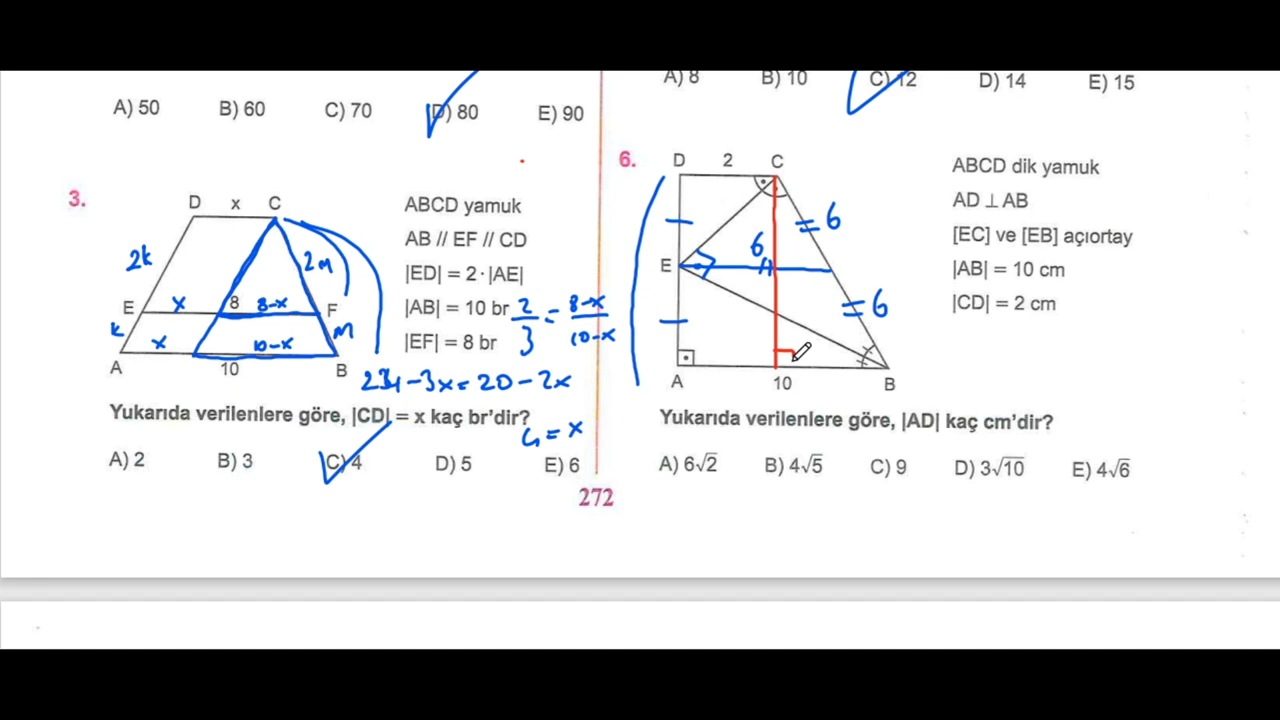 A) 50 B) 60 C) 70 D) 80 E) 90
3.
D x C
2k 2m
E x 8 8-x F
k x 10-x m
A 10 B
ABCD yamuk
AB // EF // CD
|ED| = 2·|AE|
|AB| = 10 br
|EF| = 8 br
2/3 = 8-x/10-x
24-3x = 20-2x
4 = x
Yukarıda verilenlere göre, |CD| = x kaç br'dir?
A) 2 B) 3 C) 4 D) 5 E) 6
A) 8 B) 10 C) 12 D) 14 E) 15
6.
D 2 C
6
E 6
6
A 10 B
ABCD dik yamuk
AD ⊥ AB
[EC] ve [EB] açıortay
|AB| = 10 cm
|CD| = 2 cm
Yukarıda verilenlere göre, |AD| kaç cm'dir?
A) 6√2 B) 4√5 C) 9 D) 3√10 E) 4√6
272